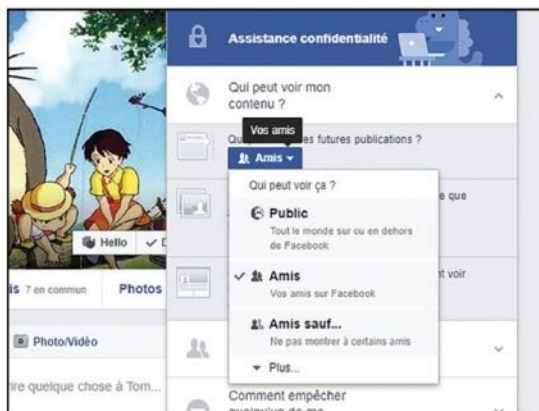 Assistance confidentialité
Qui peut voir mon
contenu ?
Vos amis
es futures publications ?
Amis
Qui peut voir ça ?
e que
Public
Tout le monde sur ou en dehors
de Facebook
Hello
Amis
nt voir
Vos amis sur Facebook
is 7 en commun
Photos
Amis sauf...
Ne pas montrer à certains amis
Photo/Vidéo
Plus...
rire quelque chose à Tom...
Comment empêcher